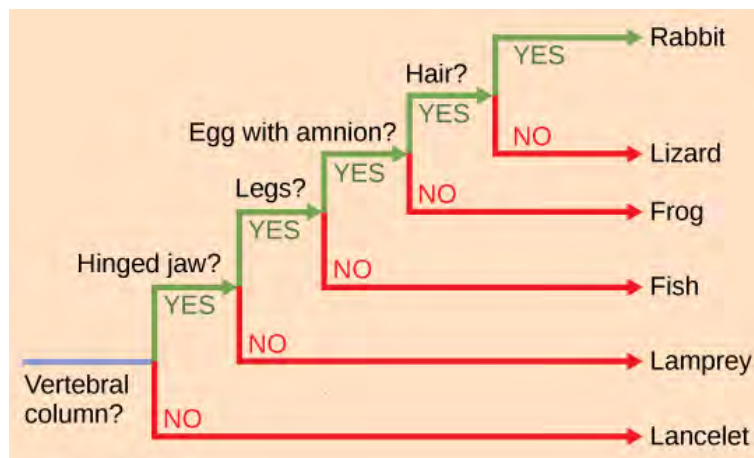 Rabbit
YES
Hair?
YES
NO
Lizard
Egg with amnion?
YES
NO
Frog
Legs?
YES
NO
Fish
Hinged jaw?
YES
NO
Lamprey
Vertebral
column?
NO
Lancelet